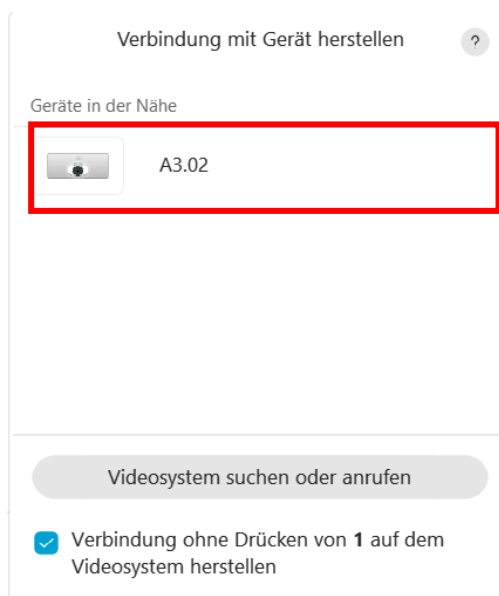 Verbindung mit Gerät herstellen
?
Geräte in der Nähe
A3.02
Videosystem suchen oder anrufen
Verbindung ohne Drücken von 1 auf dem
Videosystem herstellen